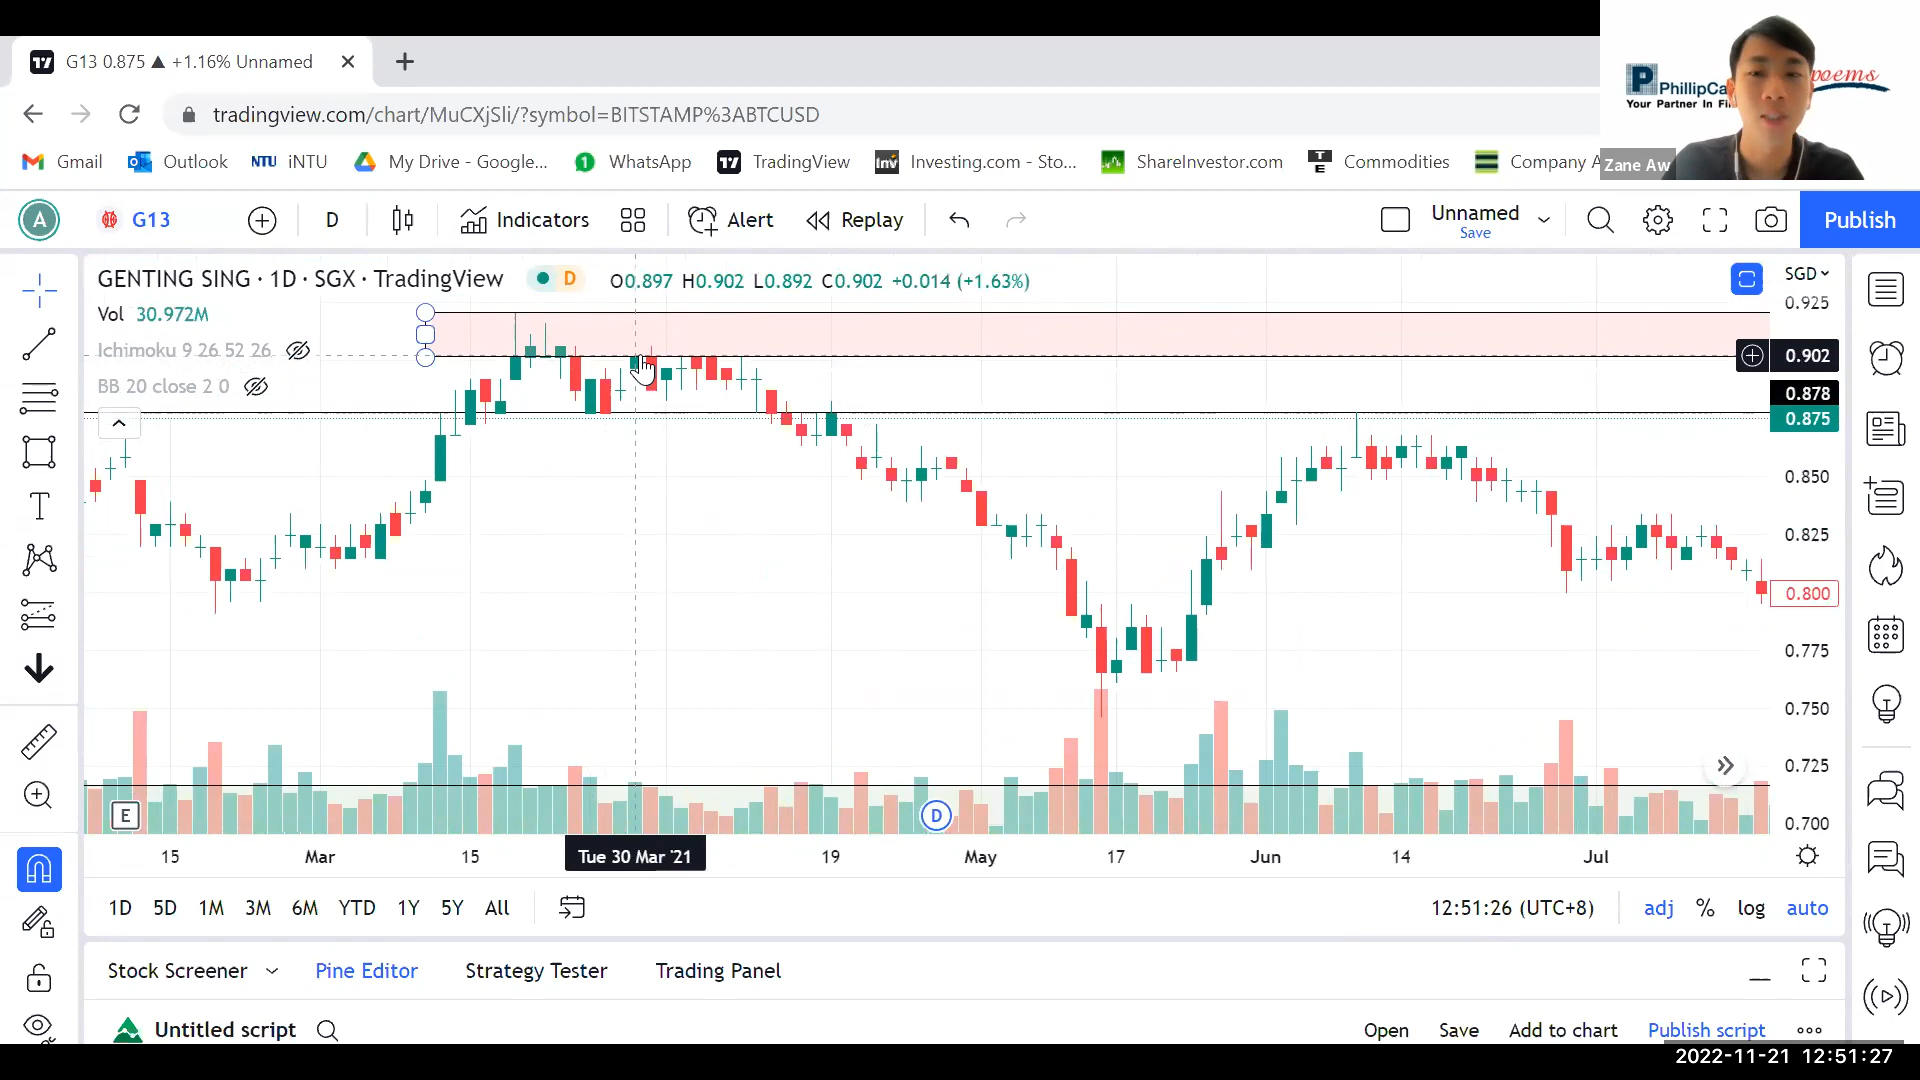 G13 0.875 ▲ +1.16% Unnamed
tradingview.com/chart/MuCXjSli/?symbol=BITSTAMP%3ABTCUSD
Gmail Outlook NTU iNTU My Drive - Google... WhatsApp TradingView Inv Investing.com - Sto... ShareInvestor.com TE Commodities Company A
PhillipCa poems
Your Partner In Fi
Zane Aw
A G13 D Indicators Alert Replay Unnamed Save Publish
GENTING SING · 1D · SGX · TradingView D O0.897 H0.902 L0.892 C0.902 +0.014 (+1.63%) SGD
Vol 30.972M
Ichimoku 9 26 52 26
BB 20 close 2 0
0.925
0.902
0.878
0.875
0.850
0.825
0.800
0.775
0.750
0.725
0.700
E D
15 Mar 15 Tue 30 Mar '21 19 May 17 Jun 14 Jul
1D 5D 1M 3M 6M YTD 1Y 5Y All 12:51:26 (UTC+8) adj % log auto
Stock Screener Pine Editor Strategy Tester Trading Panel
Untitled script Open Save Add to chart Publish script
2022-11-21 12:51:27